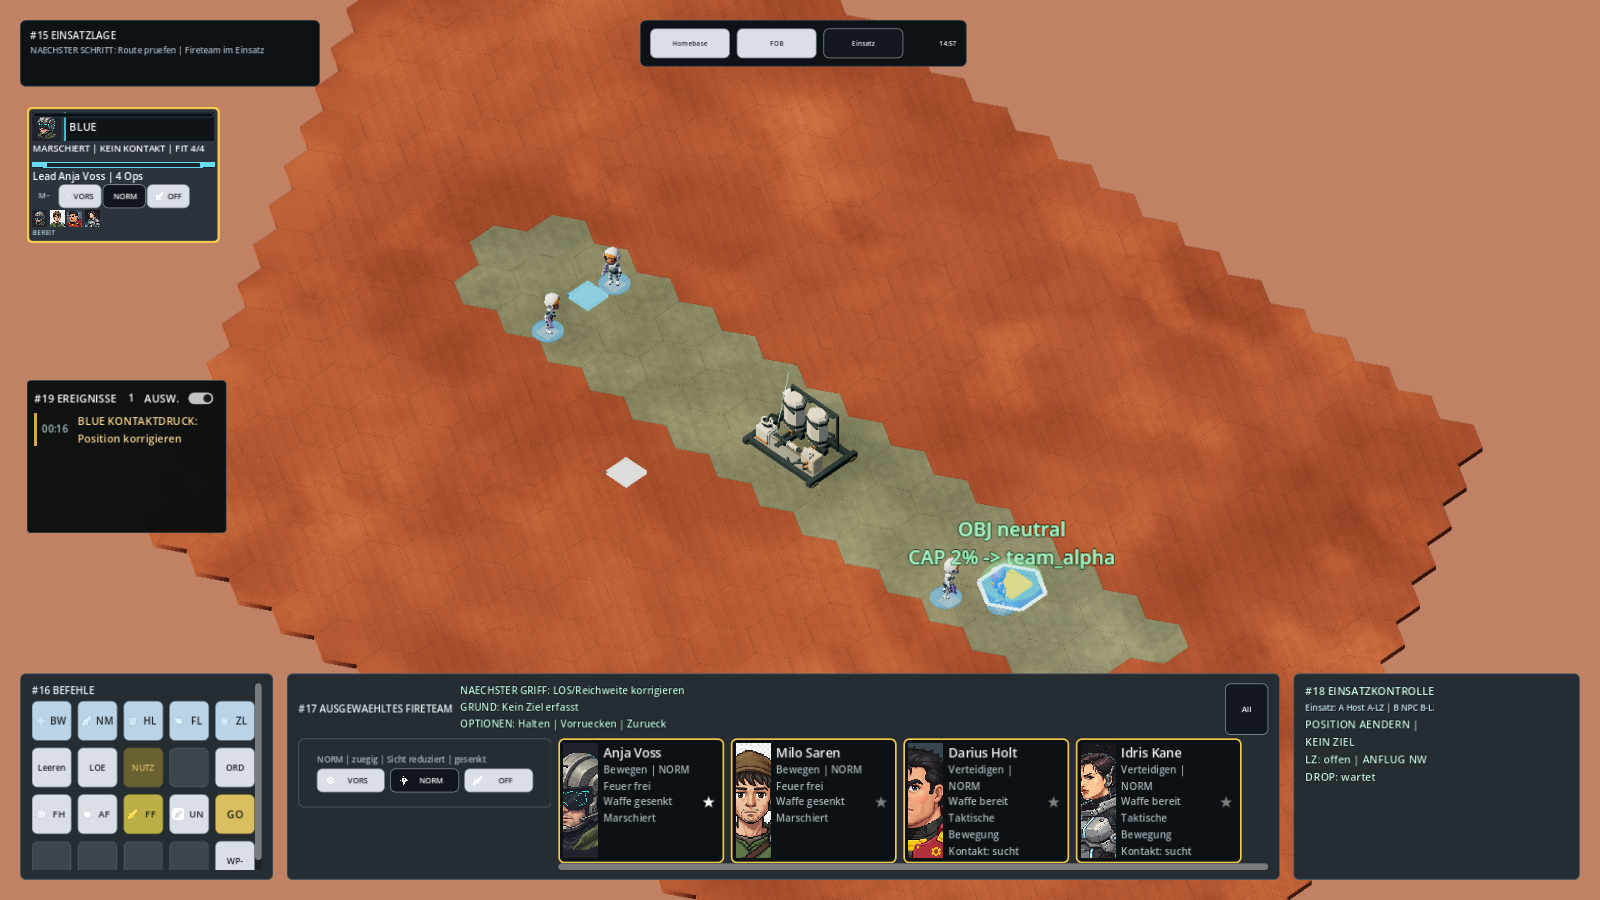 #15 EINSATZLAGE
NAECHSTER SCHRITT: Route pruefen | Fireteam im Einsatz
Homebase
FOB
Einsatz
14:57
BLUE
MARSCHIERT | KEIN KONTAKT | FIT 4/4
Lead Anja Voss | 4 Ops
M~
VORS
NORM
OFF
BEREIT
#19 EREIGNISSE 1 AUSW.
00:16 BLUE KONTAKTDRUCK:
Position korrigieren
OBJ neutral
CAP 2% -> team_alpha
#16 BEFEHLE
BW NM HL FL ZL
Leeren LOE NUTZ ORD
FH AF FF UN GO
WP-
#17 AUSGEWAEHLTES FIRETEAM
NAECHSTER GRIFF: LOS/Reichweite korrigieren
GRUND: Kein Ziel erfasst
OPTIONEN: Halten | Vorruecken | Zurueck
All
NORM | zuegig | Sicht reduziert | gesenkt
VORS
NORM
OFF
Anja Voss
Bewegen | NORM
Feuer frei
Waffe gesenkt
Marschiert
Milo Saren
Bewegen | NORM
Feuer frei
Waffe gesenkt
Marschiert
Darius Holt
Verteidigen |
NORM
Waffe bereit
Taktische
Bewegung
Kontakt: sucht
Idris Kane
Verteidigen |
NORM
Waffe bereit
Taktische
Bewegung
Kontakt: sucht
#18 EINSATZKONTROLLE
Einsatz: A Host A-LZ | B NPC B-L
POSITION AENDERN |
KEIN ZIEL
LZ: offen | ANFLUG NW
DROP: wartet